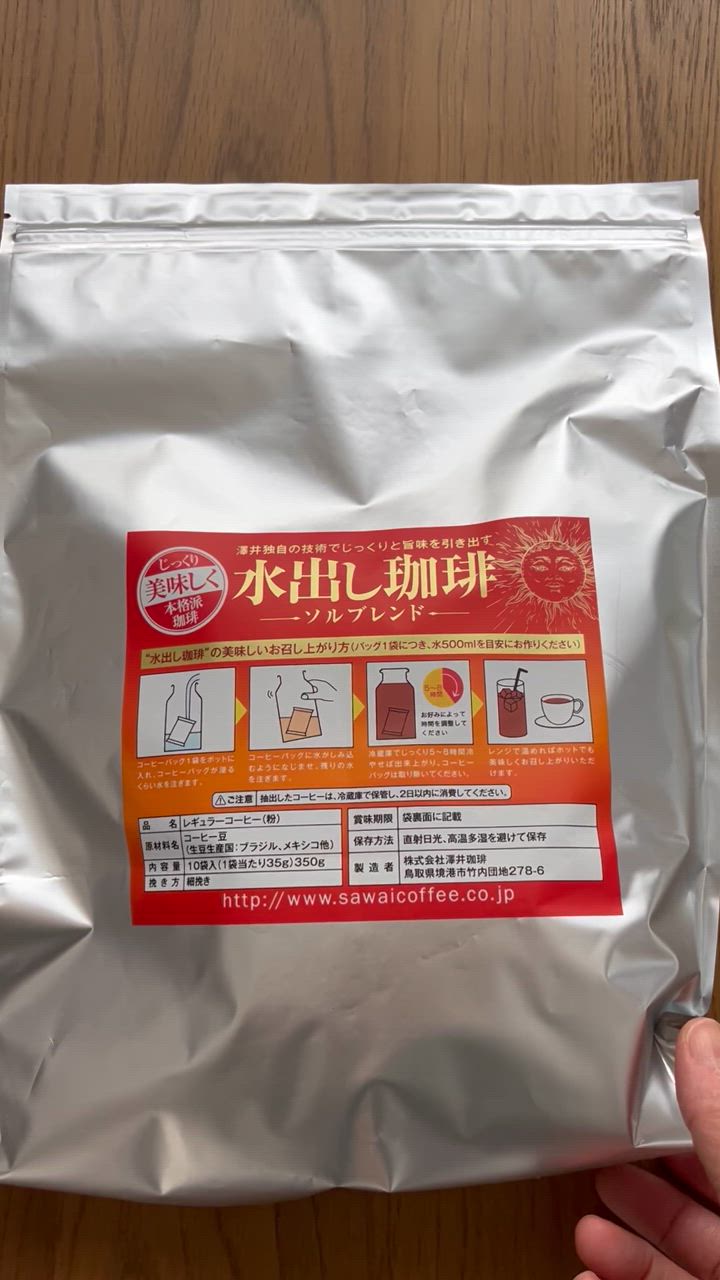 澤井独自の技術でじっくりと旨味を引き出す
じっくり
美味しく
本格派
珈琲
水出し珈琲
ソルブレンド
"水出し珈琲"の美味しいお召し上がり方(バッグ1袋につき、水500mlを目安にお作りください)
5〜8
時間
お好みによって
時間を調整して
ください
コーヒーバッグ1袋をポットに
入れ、コーヒーバッグが浸る
くらい水を注ぎます。
コーヒーバッグに水がしみ込
むようになじませ、残りの水
を注ぎます。
冷蔵庫でじっくり5~8時間冷
やせば出来上がり。コーヒー
バッグは取り除いてください。
レンジで温めればホットでも
美味しくお召し上がりいただ
けます。
⚠ご注意 抽出したコーヒーは、冷蔵庫で保管し、2日以内に消費してください。
品名 レギュラーコーヒー(粉)
原材料名 コーヒー豆
(生豆生産国:ブラジル、メキシコ他)
内容量 10袋入(1袋当たり35g)350g
挽き方 細挽き
賞味期限 袋裏面に記載
保存方法 直射日光、高温多湿を避けて保存
製造者 株式会社澤井珈琲
鳥取県境港市竹内団地278-6
http://www.sawaicoffee.co.jp